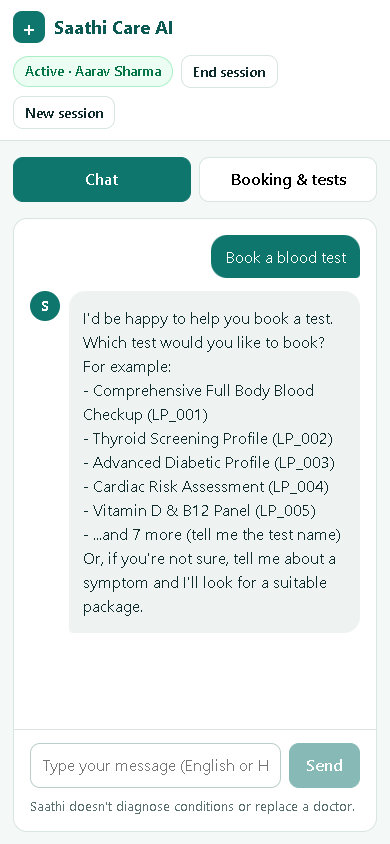 + Saathi Care AI
Active · Aarav Sharma
End session
New session
Chat
Booking & tests
Book a blood test
S
I'd be happy to help you book a test.
Which test would you like to book?
For example:
- Comprehensive Full Body Blood
Checkup (LP_001)
- Thyroid Screening Profile (LP_002)
- Advanced Diabetic Profile (LP_003)
- Cardiac Risk Assessment (LP_004)
- Vitamin D & B12 Panel (LP_005)
- ...and 7 more (tell me the test name)
Or, if you're not sure, tell me about a
symptom and I'll look for a suitable
package.
Type your message (English or H
Send
Saathi doesn't diagnose conditions or replace a doctor.